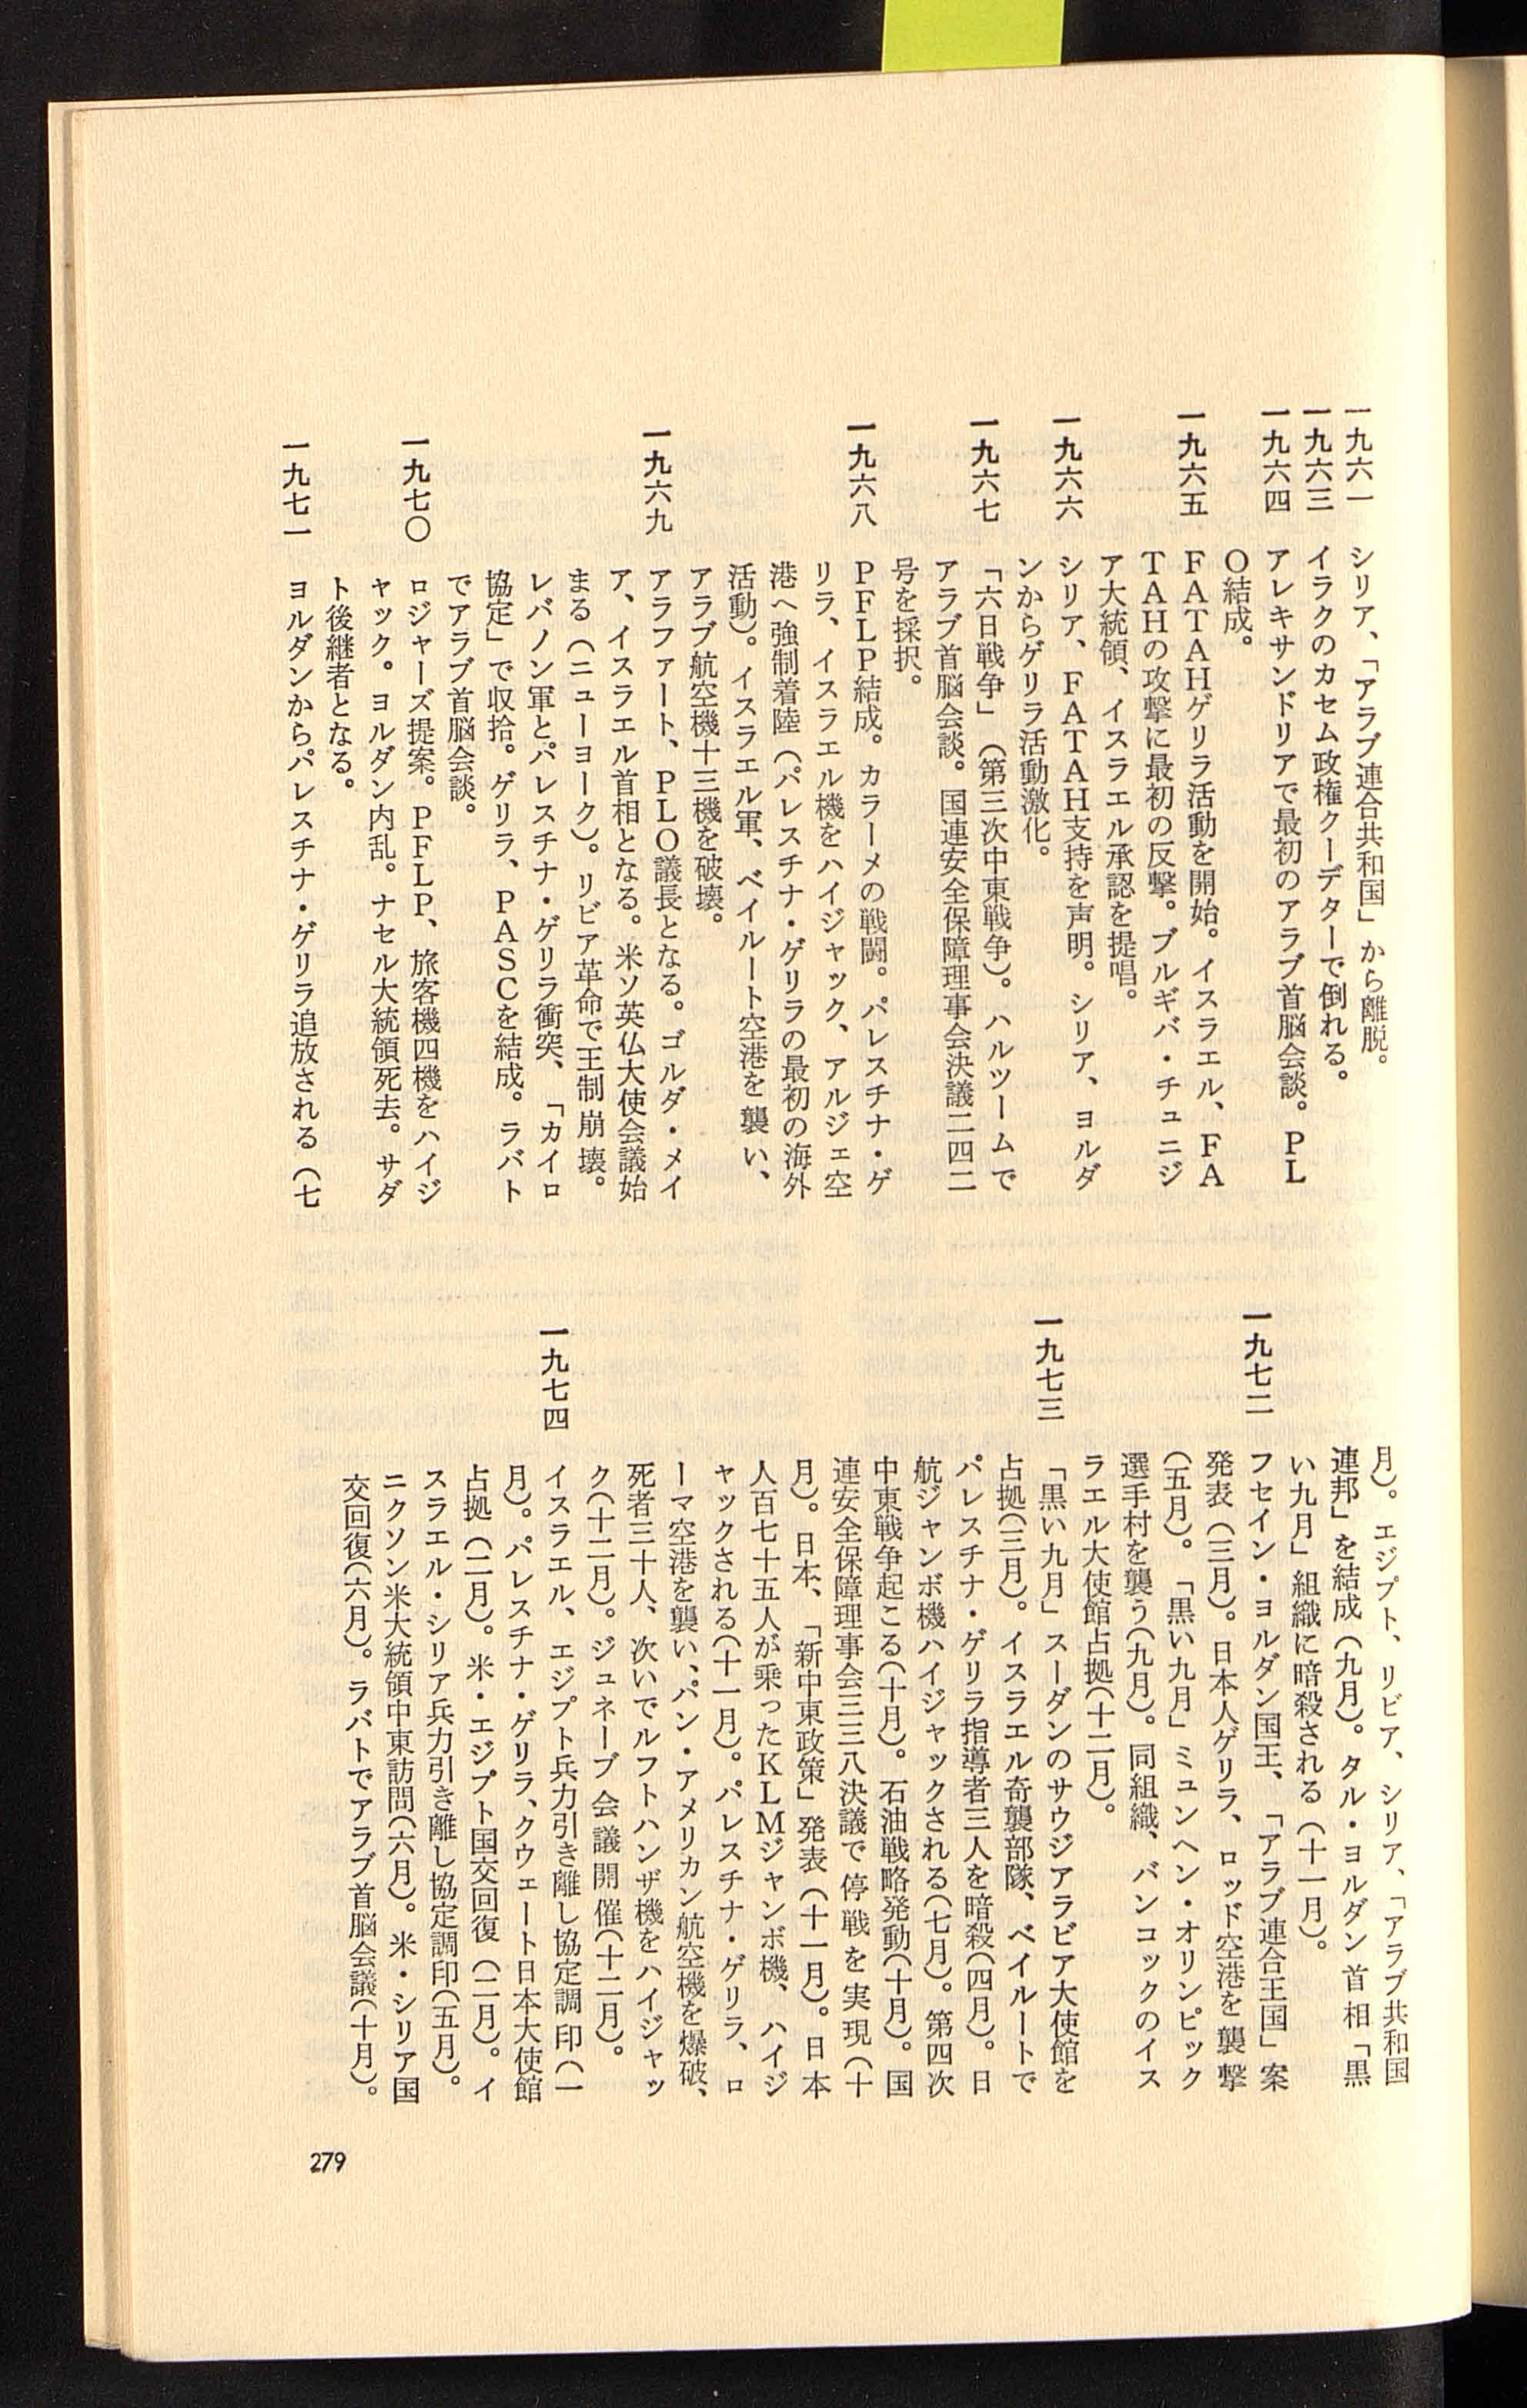 一九六一　シリア、「アラブ連合共和国」から離脱。
一九六三　イラクのカセム政権クーデターで倒れる。
一九六四　アレキサンドリアで最初のアラブ首脳会談。PL
O結成。
一九六五　FATAHゲリラ活動を開始。イスラエル、FA
TAHの攻撃に最初の反撃。ブルギバ・チュニジ
ア大統領、イスラエル承認を提唱。
一九六六　シリア、FATAH支持を声明。シリア、ヨルダ
ンからゲリラ活動激化。
一九六七　「六日戦争」（第三次中東戦争）。ハルツームで
アラブ首脳会談。国連安全保障理事会決議二四二
号を採択。
一九六八　PFLP結成。カラーメの戦闘。パレスチナ・ゲ
リラ、イスラエル機をハイジャック、アルジェ空
港へ強制着陸（パレスチナ・ゲリラの最初の海外
活動）。イスラエル軍、ベイルート空港を襲い、
アラブ航空機十三機を破壊。
一九六九　アラファート、PLO議長となる。ゴルダ・メイ
ア、イスラエル首相となる。米ソ英仏大使会議始
まる（ニューヨーク）。リビア革命で王制崩壊。
レバノン軍とパレスチナ・ゲリラ衝突、「カイロ
協定」で収拾。ゲリラ、PASCを結成。ラバト
でアラブ首脳会談。
一九七〇　ロジャーズ提案。PFLP、旅客機四機をハイジ
ャック。ヨルダン内乱。ナセル大統領死去。サダ
ト後継者となる。
一九七一　ヨルダンからパレスチナ・ゲリラ追放される（七
月）。エジプト、リビア、シリア、「アラブ共和国
連邦」を結成（九月）。タル・ヨルダン首相「黒
い九月」組織に暗殺される（十一月）。
一九七二　フセイン・ヨルダン国王、「アラブ連合王国」案
発表（三月）。日本人ゲリラ、ロッド空港を襲撃
（五月）。「黒い九月」ミュンヘン・オリンピック
選手村を襲う（九月）。同組織、バンコックのイス
ラエル大使館占拠（十二月）。
一九七三　「黒い九月」スーダンのサウジアラビア大使館を
占拠（三月）。イスラエル奇襲部隊、ベイルートで
パレスチナ・ゲリラ指導者三人を暗殺（四月）。日
航ジャンボ機ハイジャックされる（七月）。第四次
中東戦争起こる（十月）。石油戦略発動（十月）。国
連安全保障理事会三三八決議で停戦を実現（十
月）。日本、「新中東政策」発表（十一月）。日本
人百七十五人が乗ったKLMジャンボ機、ハイジ
ャックされる（十一月）。パレスチナ・ゲリラ、ロ
ーマ空港を襲い、パン・アメリカン航空機を爆破、
死者三十人、次いでルフトハンザ機をハイジャッ
ク（十二月）。ジュネーブ会議開催（十二月）。
一九七四　イスラエル、エジプト兵力引き離し協定調印（一
月）。パレスチナ・ゲリラ、クウェート日本大使館
占拠（二月）。米・エジプト国交回復（二月）。イ
スラエル・シリア兵力引き離し協定調印（五月）。
ニクソン米大統領中東訪問（六月）。米・シリア国
交回復（六月）。ラバトでアラブ首脳会議（十月）。
279